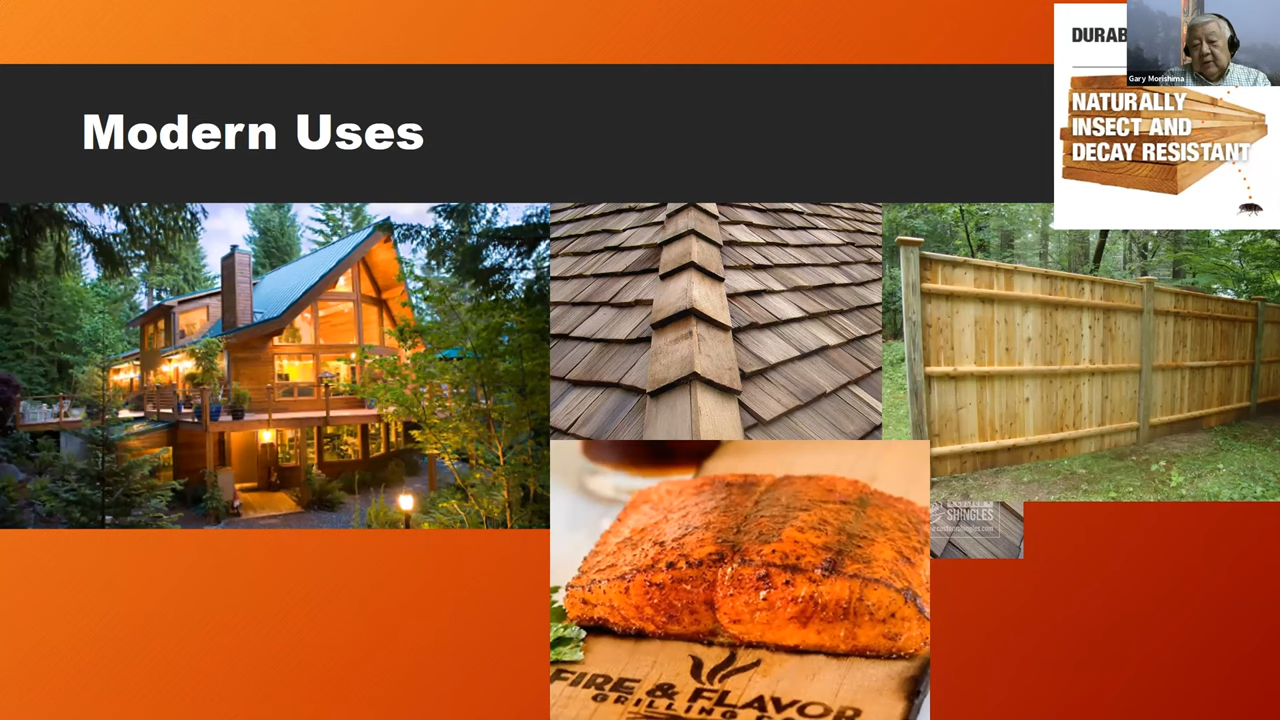 Modern Uses
DURAB
Gary Morishima
NATURALLY
INSECT AND
DECAY RESISTANT
SHINGLES
FIRE & FLAVOR
GRILLING CO